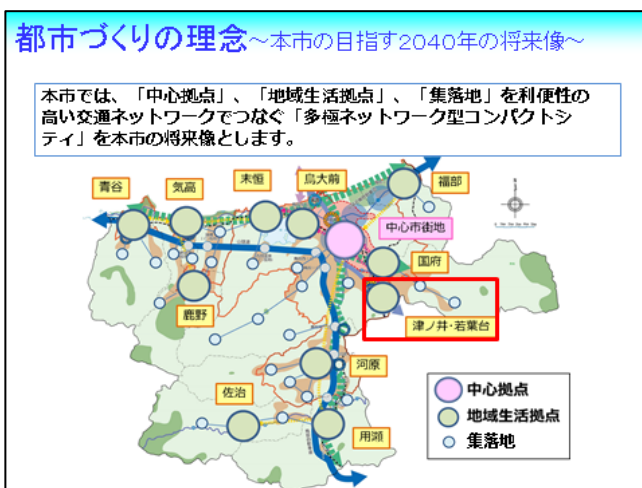 都市づくりの理念～本市の目指す2040年の将来像～
本市では、「中心拠点」、「地域生活拠点」、「集落地」を利便性の
高い交通ネットワークでつなぐ「多極ネットワーク型コンパクトシ
ティ」を本市の将来像とします。
青谷
気高
末恒
鳥大前
福部
中心市街地
国府
津ノ井・若葉台
鹿野
河原
佐治
用瀬
中心拠点
地域生活拠点
集落地